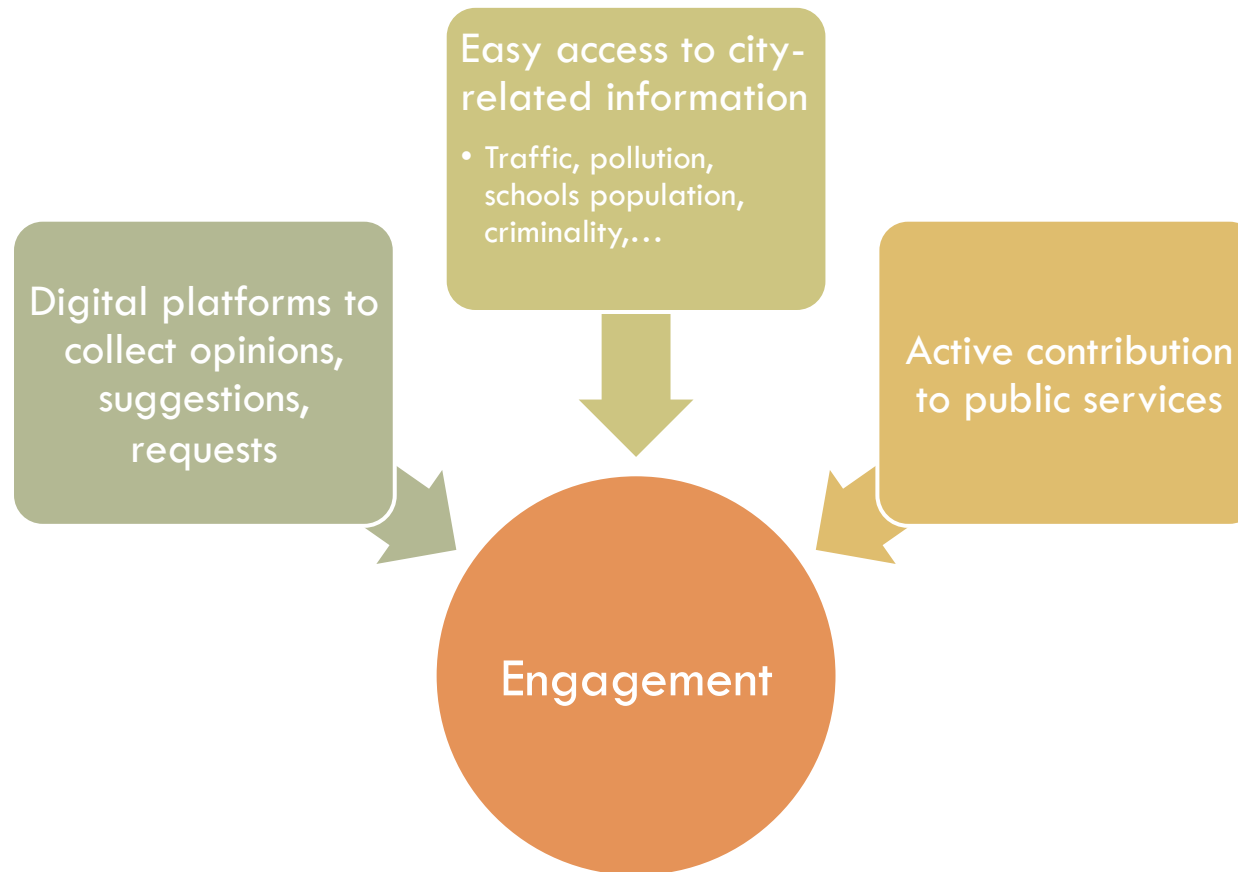 Easy access to city-
related information
• Traffic, pollution,
schools population,
criminality,...
Digital platforms to
collect opinions,
suggestions,
requests
Active contribution
to public services
Engagement